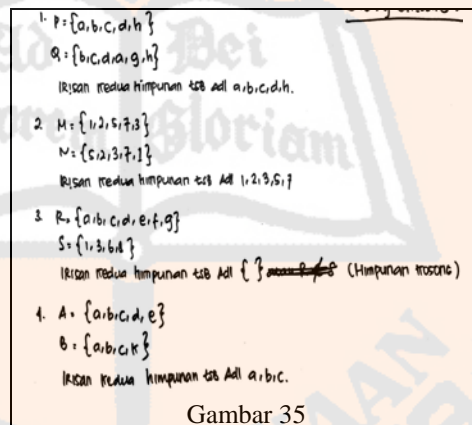 1. P = {a,b,c,d,h}
Q = {b,c,d,a,g,h}
Irisan kedua himpunan tsb adl a,b,c,d,h.
2. M = {1,2,5,7,3}
N = {5,2,3,7,1}
Irisan kedua himpunan tsb Adl 1,2,3,5,7
3. R = {a,b,c,d,e,f,g}
S = {1,3,6,8}
Irisan kedua himpunan tsb Adl { } (Himpunan kosong)
4. A = {a,b,c,d,e}
B = {a,b,c,k}
Irisan kedua himpunan tsb Adl a,b,c.
Gambar 35